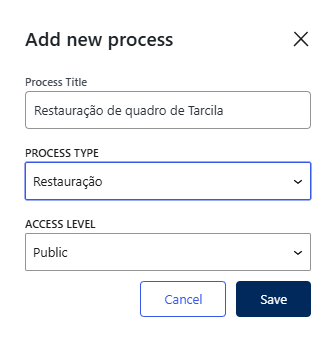 Add new process
Process Title
Restauração de quadro de Tarcila
PROCESS TYPE
Restauração
ACCESS LEVEL
Public
Cancel Save